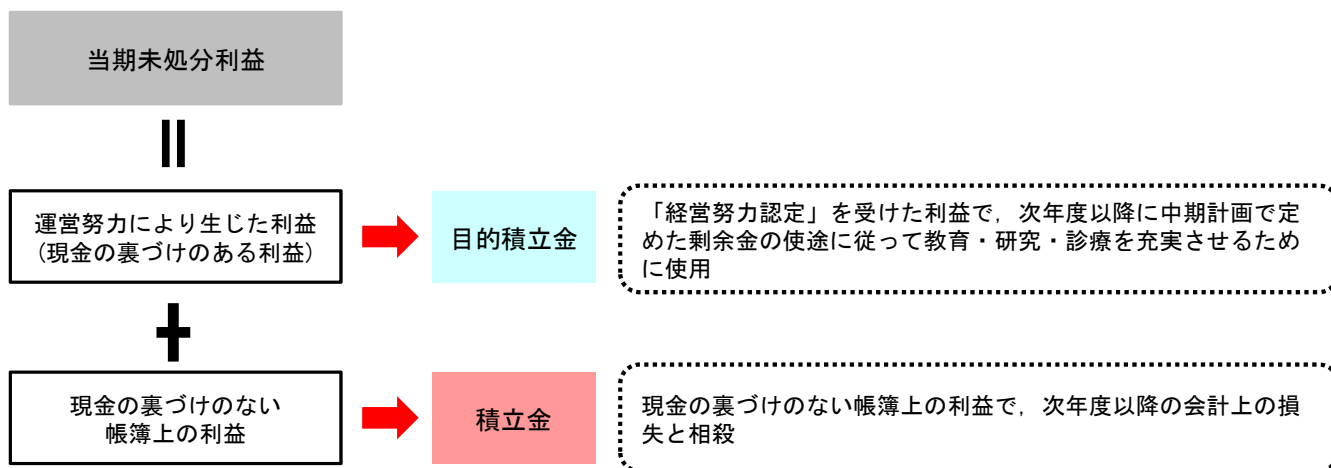 当期未処分利益
運営努力により生じた利益
(現金の裏づけのある利益)
目的積立金
「経営努力認定」を受けた利益で，次年度以降に中期計画で定
めた剰余金の使途に従って教育・研究・診療を充実させるため
に使用
現金の裏づけのない
帳簿上の利益
積立金
現金の裏づけのない帳簿上の利益で，次年度以降の会計上の損
失と相殺